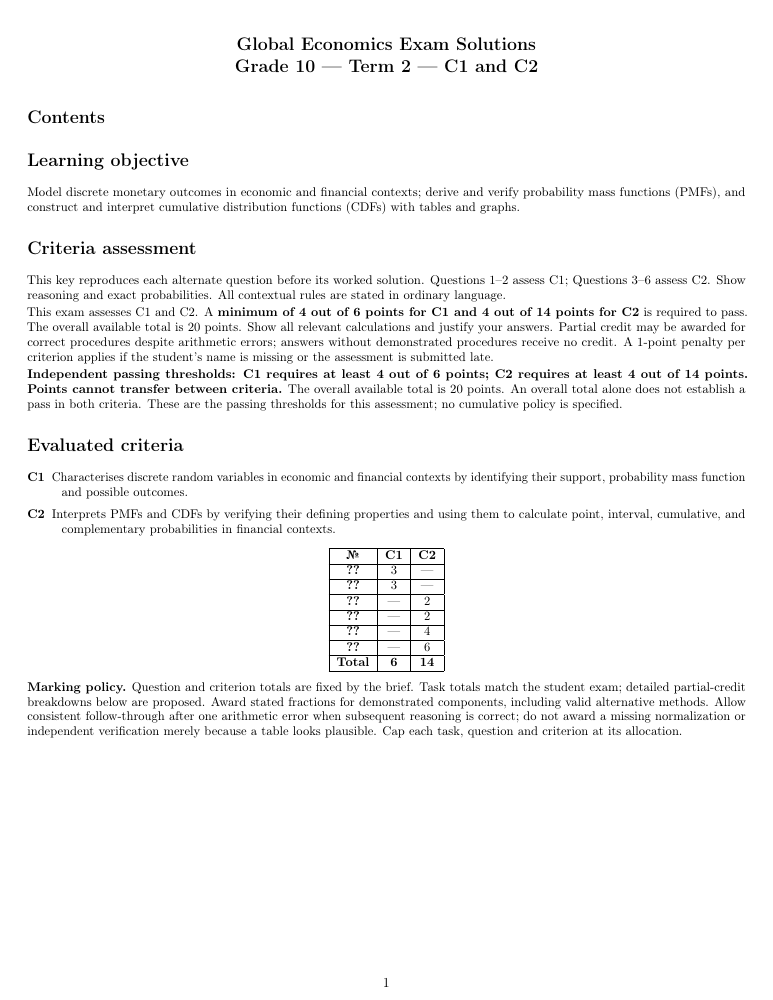 Global Economics Exam Solutions
Grade 10 — Term 2 — C1 and C2
Contents
Learning objective
Model discrete monetary outcomes in economic and financial contexts; derive and verify probability mass functions (PMFs), and
construct and interpret cumulative distribution functions (CDFs) with tables and graphs.
Criteria assessment
This key reproduces each alternate question before its worked solution. Questions 1–2 assess C1; Questions 3–6 assess C2. Show
reasoning and exact probabilities. All contextual rules are stated in ordinary language.
This exam assesses C1 and C2. A minimum of 4 out of 6 points for C1 and 4 out of 14 points for C2 is required to pass.
The overall available total is 20 points. Show all relevant calculations and justify your answers. Partial credit may be awarded for
correct procedures despite arithmetic errors; answers without demonstrated procedures receive no credit. A 1-point penalty per
criterion applies if the student's name is missing or the assessment is submitted late.
Independent passing thresholds: C1 requires at least 4 out of 6 points; C2 requires at least 4 out of 14 points.
Points cannot transfer between criteria. The overall available total is 20 points. An overall total alone does not establish a
pass in both criteria. These are the passing thresholds for this assessment; no cumulative policy is specified.
Evaluated criteria
C1 Characterises discrete random variables in economic and financial contexts by identifying their support, probability mass function
and possible outcomes.
C2 Interprets PMFs and CDFs by verifying their defining properties and using them to calculate point, interval, cumulative, and
complementary probabilities in financial contexts.
№ C1 C2
?? 3 —
?? 3 —
?? — 2
?? — 2
?? — 4
?? — 6
Total 6 14
Marking policy. Question and criterion totals are fixed by the brief. Task totals match the student exam; detailed partial-credit
breakdowns below are proposed. Award stated fractions for demonstrated components, including valid alternative methods. Allow
consistent follow-through after one arithmetic error when subsequent reasoning is correct; do not award a missing normalization or
independent verification merely because a table looks plausible. Cap each task, question and criterion at its allocation.
1